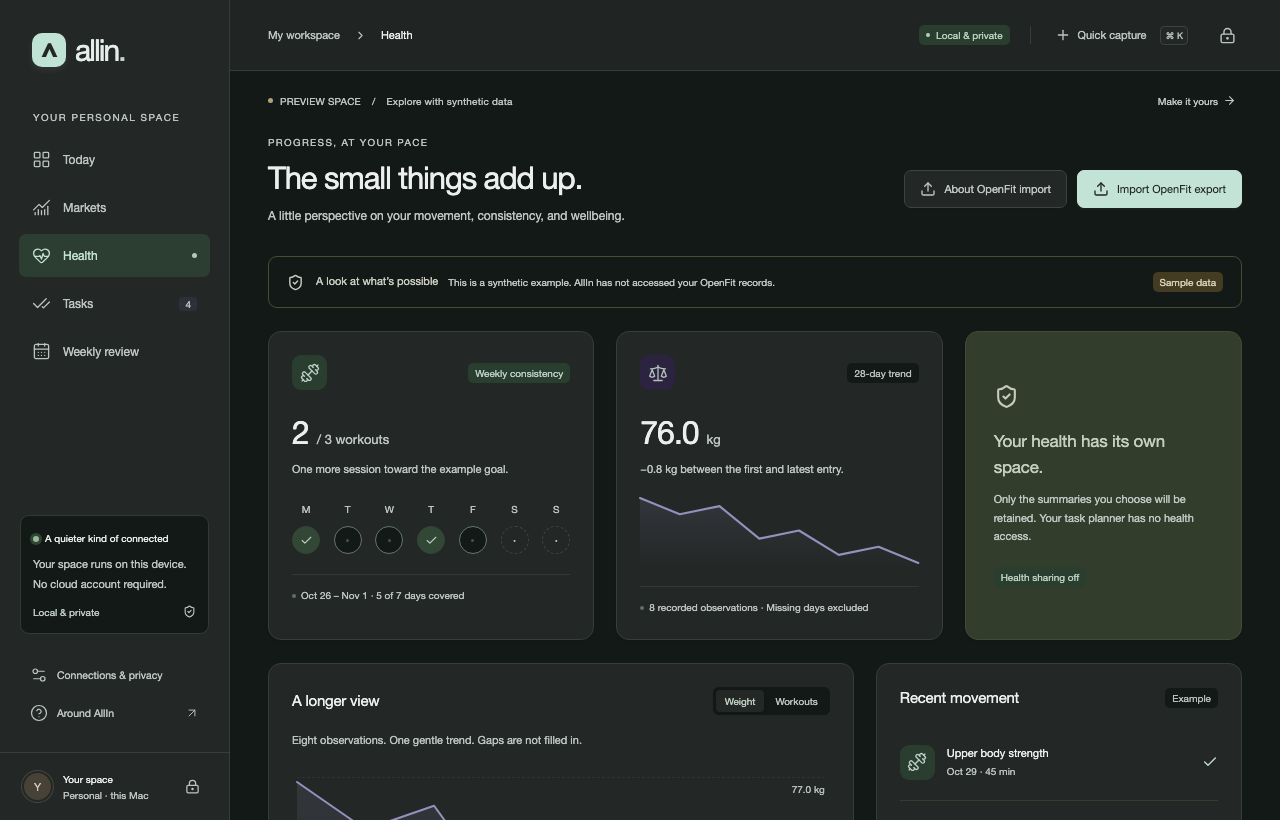 allin.
YOUR PERSONAL SPACE
Today
Markets
Health
Tasks
4
Weekly review
A quieter kind of connected
Your space runs on this device.
No cloud account required.
Local & private
Connections & privacy
Around AllIn
Y
Your space
Personal · this Mac
My workspace
Health
Local & private
Quick capture
⌘ K
PREVIEW SPACE / Explore with synthetic data
Make it yours
PROGRESS, AT YOUR PACE
The small things add up.
A little perspective on your movement, consistency, and wellbeing.
About OpenFit import
Import OpenFit export
A look at what's possible This is a synthetic example. AllIn has not accessed your OpenFit records.
Sample data
Weekly consistency
2 / 3 workouts
One more session toward the example goal.
M T W T F S S
Oct 26 – Nov 1 · 5 of 7 days covered
28-day trend
76.0 kg
−0.8 kg between the first and latest entry.
8 recorded observations · Missing days excluded
Your health has its own
space.
Only the summaries you choose will be
retained. Your task planner has no health
access.
Health sharing off
A longer view
Weight
Workouts
Eight observations. One gentle trend. Gaps are not filled in.
77.0 kg
Recent movement
Example
Upper body strength
Oct 29 · 45 min